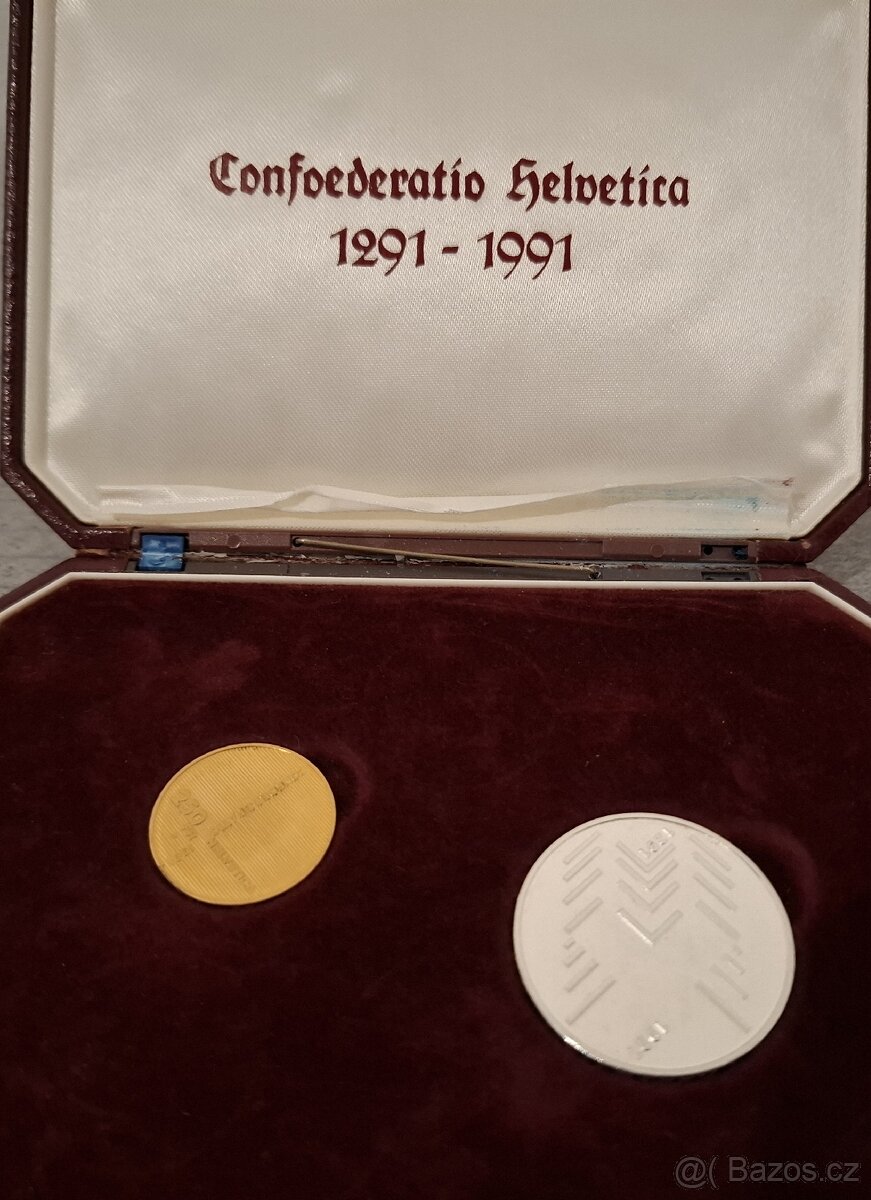 Confoederatio Helvetica
1291 - 1991
250
@( Bazos.cz